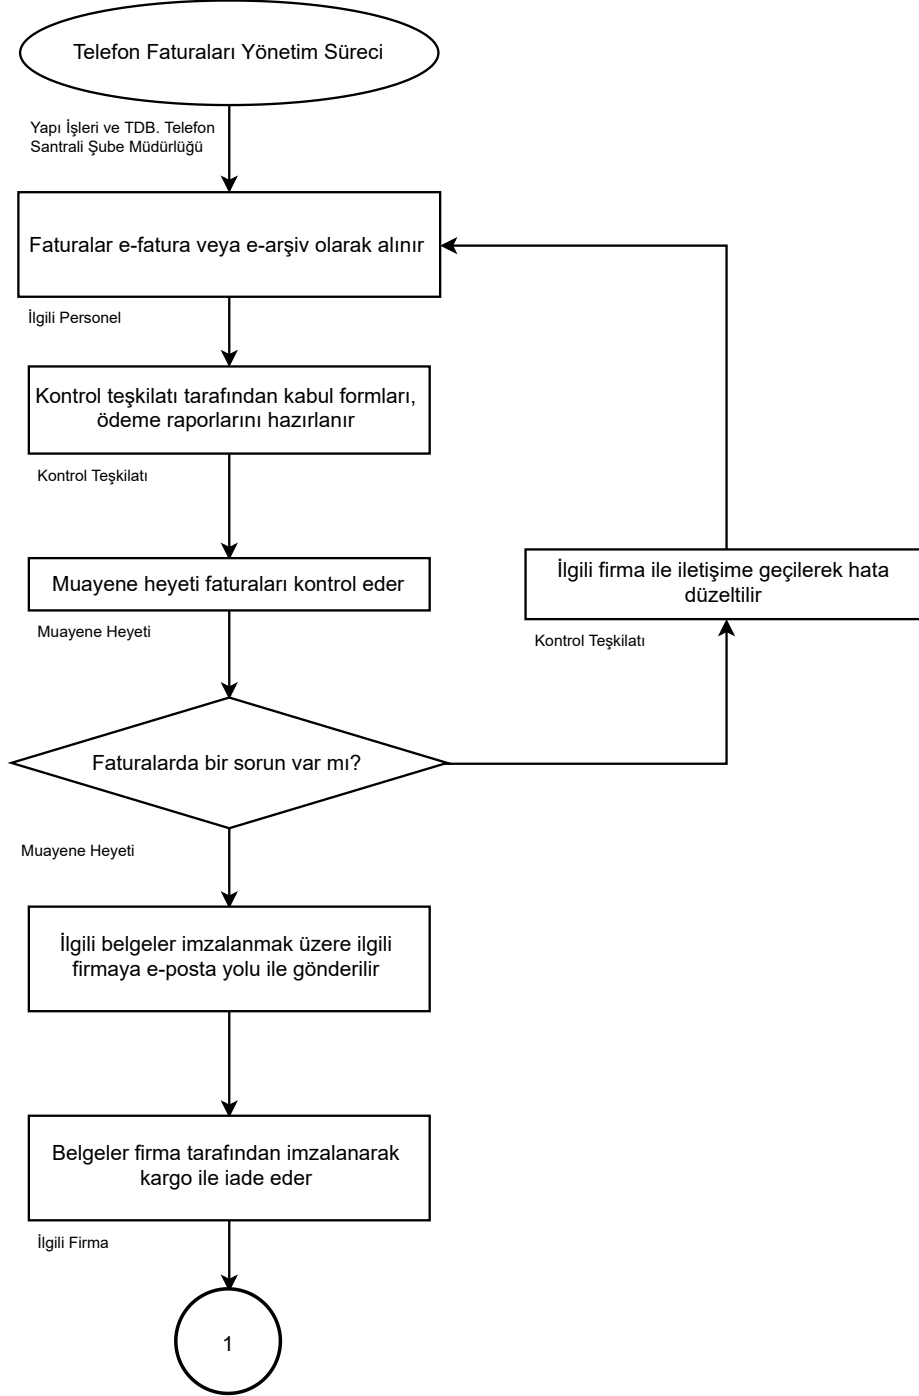 Telefon Faturaları Yönetim Süreci
Yapı İşleri ve TDB. Telefon
Santrali Şube Müdürlüğü
Faturalar e-fatura veya e-arşiv olarak alınır
İlgili Personel
Kontrol teşkilatı tarafından kabul formları,
ödeme raporlarını hazırlanır
Kontrol Teşkilatı
Muayene heyeti faturaları kontrol eder
Muayene Heyeti
İlgili firma ile iletişime geçilerek hata
düzeltilir
Kontrol Teşkilatı
Faturalarda bir sorun var mı?
Muayene Heyeti
İlgili belgeler imzalanmak üzere ilgili
firmaya e-posta yolu ile gönderilir
Belgeler firma tarafından imzalanarak
kargo ile iade eder
İlgili Firma
1